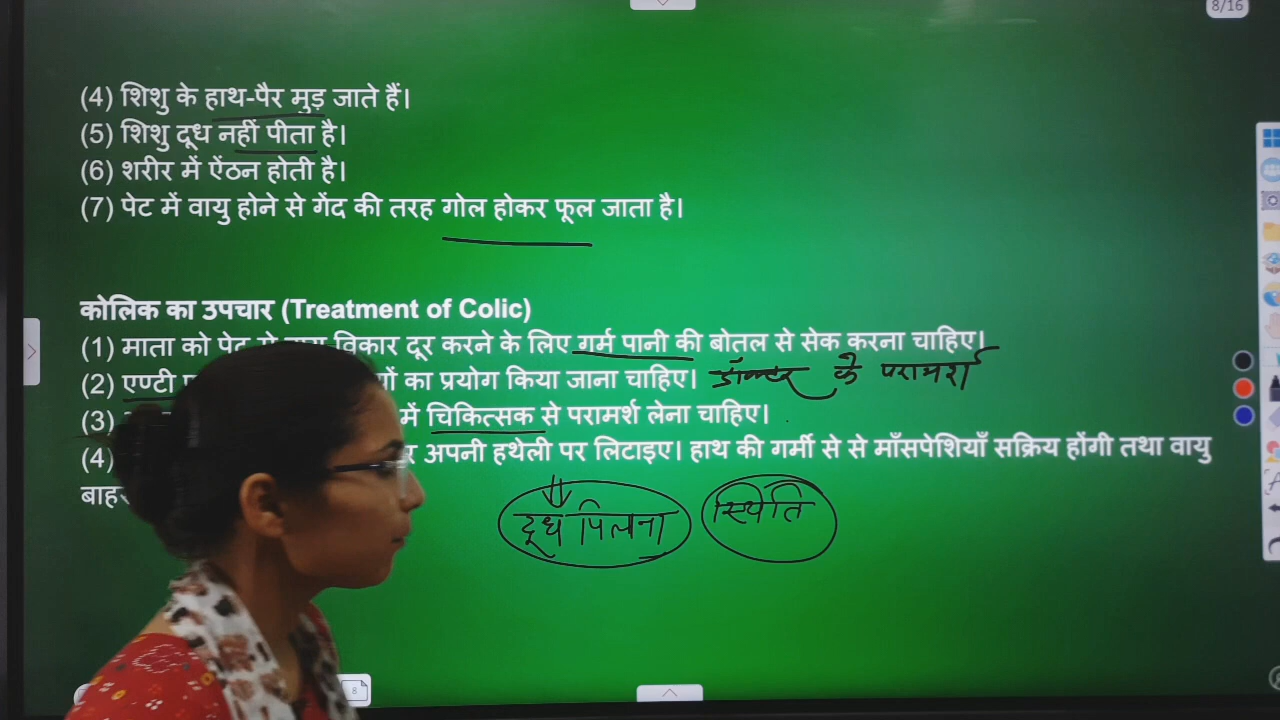 8/16
(4) शिशु के हाथ-पैर मुड़ जाते हैं।
(5) शिशु दूध नहीं पीता है।
(6) शरीर में ऐंठन होती है।
(7) पेट में वायु होने से गेंद की तरह गोल होकर फूल जाता है।
कोलिक का उपचार (Treatment of Colic)
(1) माता को पेट विकार दूर करने के लिए गर्म पानी की बोतल से सेक करना चाहिए।
(2) एण्टी का प्रयोग किया जाना चाहिए। डॉक्टर के परामर्श
(3) में चिकित्सक से परामर्श लेना चाहिए।
(4) अपनी हथेली पर लिटाइए। हाथ की गर्मी से से माँसपेशियाँ सक्रिय होंगी तथा वायु
दूध पिलाना स्थिति
8